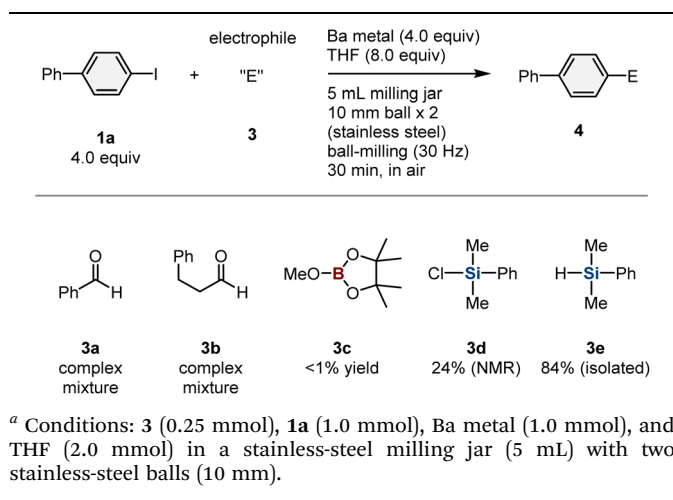 electrophile
Ba metal (4.0 equiv)
THF (8.0 equiv)
Ph
I
+
"E"
Ph
E
5 mL milling jar
10 mm ball x 2
(stainless steel)
ball-milling (30 Hz)
30 min, in air
1a
3
4
4.0 equiv
O
Ph
H
Ph
O
H
MeO
B
O
O
Me
Cl
Si
Ph
Me
Me
H
Si
Ph
Me
3a
3b
3c
3d
3e
complex
mixture
complex
mixture
<1% yield
24% (NMR)
84% (isolated)
a Conditions: 3 (0.25 mmol), 1a (1.0 mmol), Ba metal (1.0 mmol), and
THF (2.0 mmol) in a stainless-steel milling jar (5 mL) with two
stainless-steel balls (10 mm).